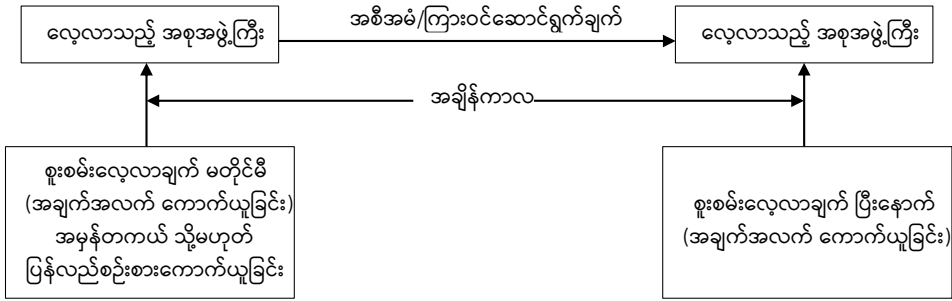 လေ့လာသည့် အစုအဖွဲ့ကြီး
အစီအမံ/ကြားဝင်ဆောင်ရွက်ချက်
လေ့လာသည့် အစုအဖွဲ့ကြီး
အချိန်ကာလ
စူးစမ်းလေ့လာချက် မတိုင်မီ
(အချက်အလက် ကောက်ယူခြင်း)
အမှန်တကယ် သို့မဟုတ်
ပြန်လည်စဉ်းစားကောက်ယူခြင်း
စူးစမ်းလေ့လာချက် ပြီးနောက်
(အချက်အလက် ကောက်ယူခြင်း)